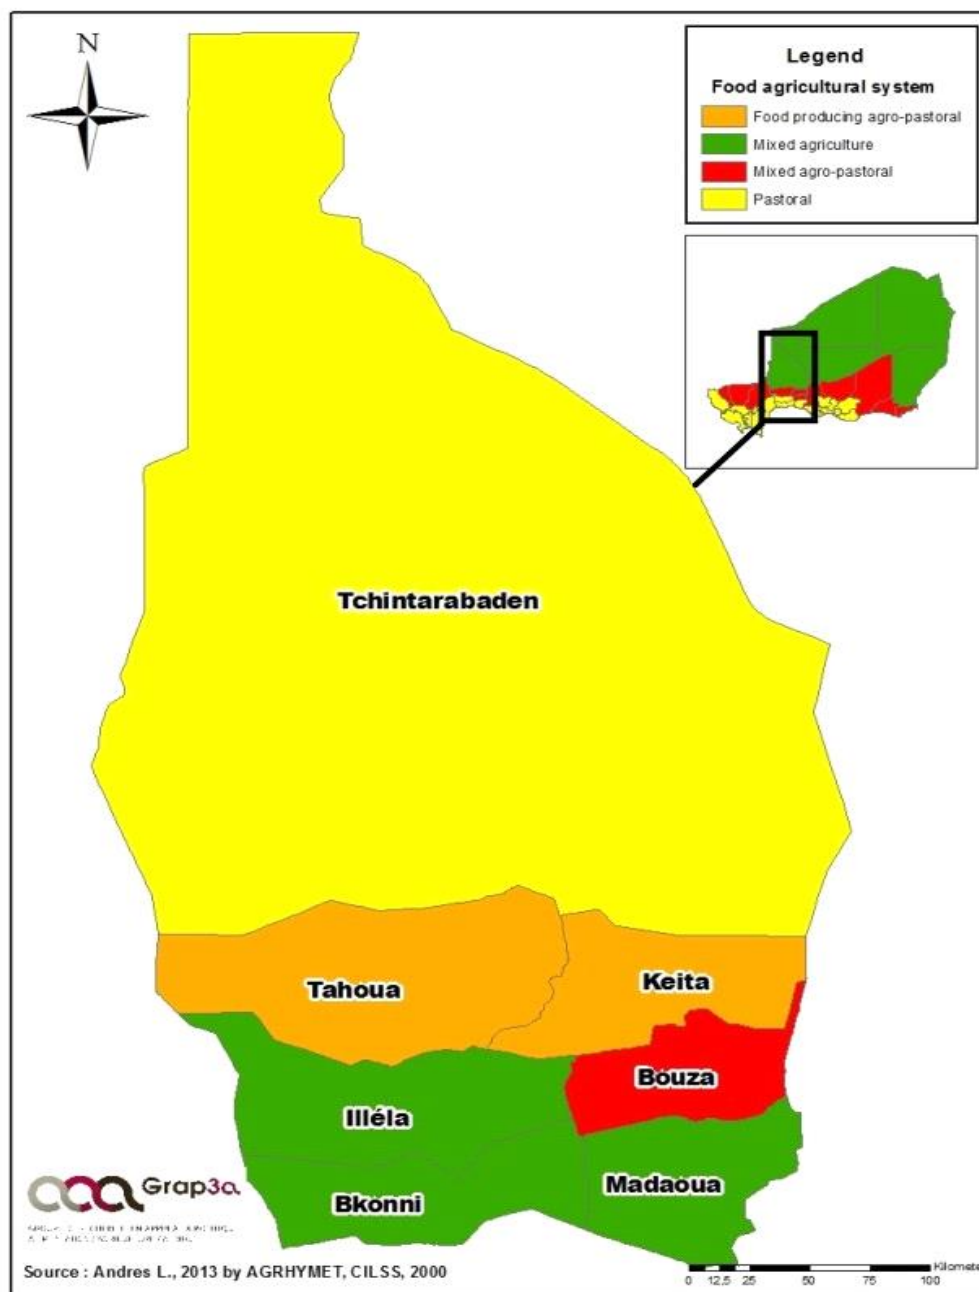 N
Legend
Food agricultural system
Food producing agro-pastoral
Mixed agriculture
Mixed agro-pastoral
Pastoral
Tchintarabaden
Tahoua
Keita
Bouza
Illéla
Madaoua
Bkonni
Grap3a
Source : Andres L., 2013 by AGRHYMET, CILSS, 2000
Kilomete
0 12,5 25 50 75 100